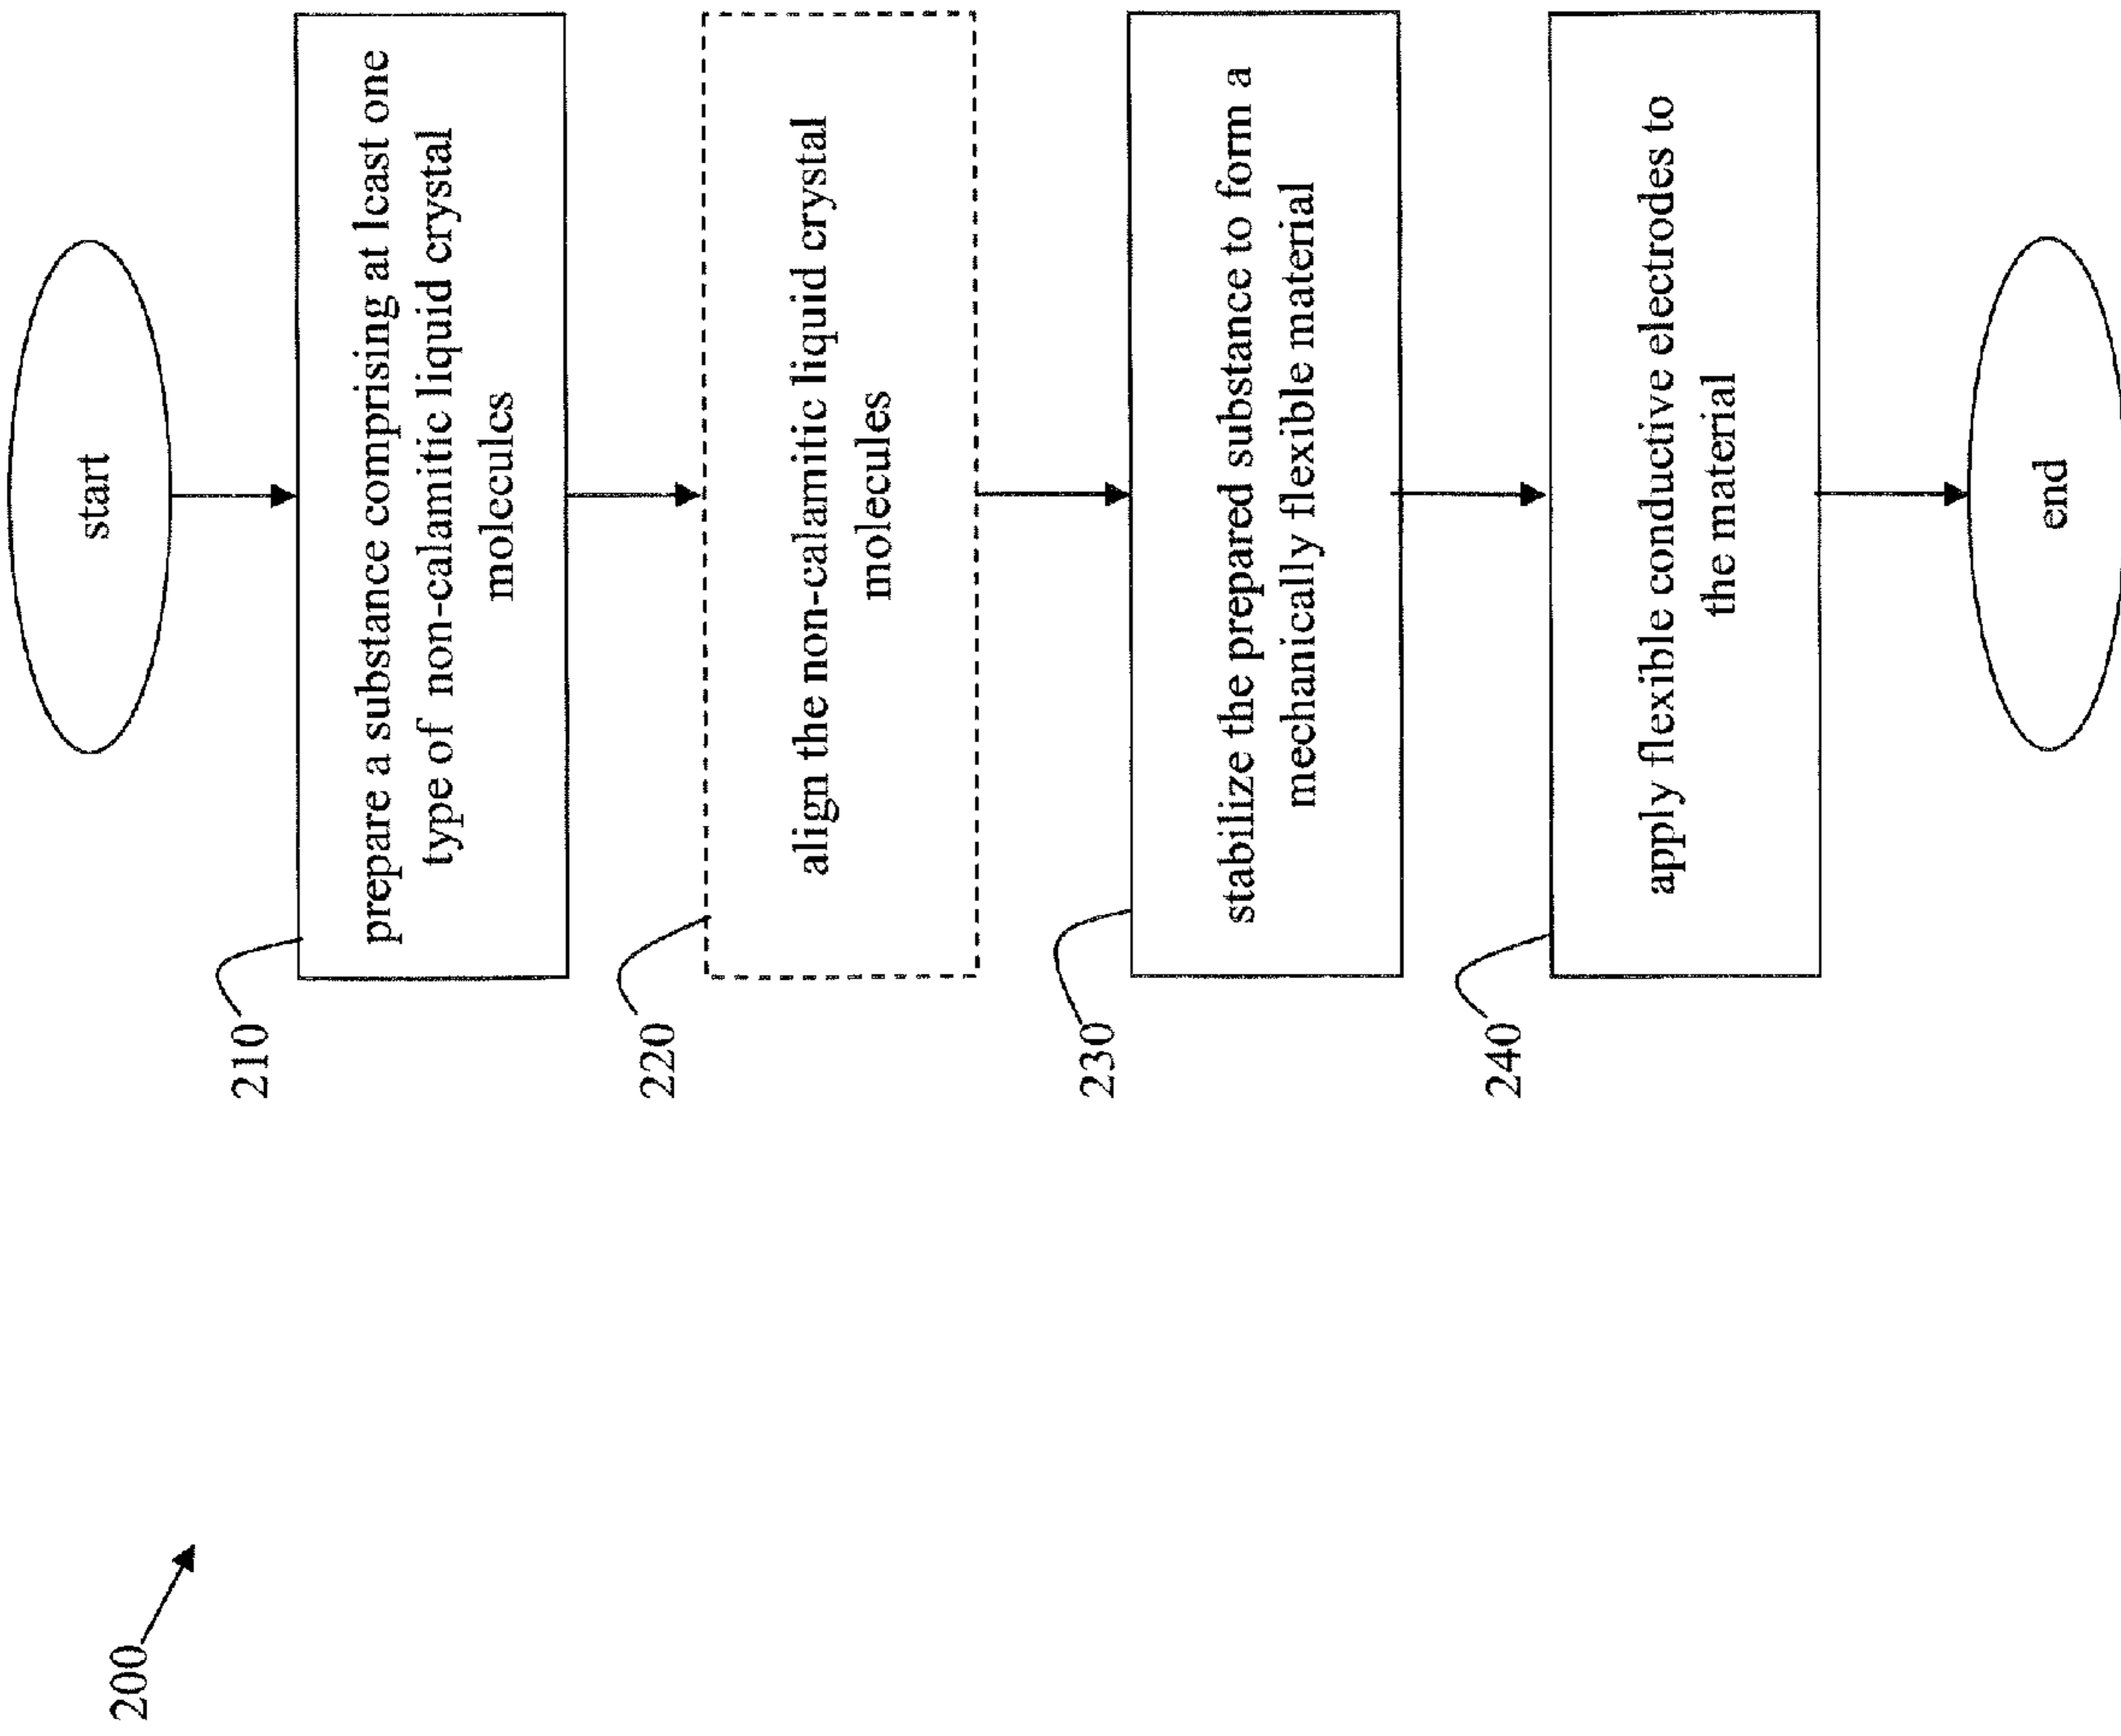 200
start
210
prepare a substance comprising at least one
type of non-calamitic liquid crystal
molecules
220
align the non-calamitic liquid crystal
molecules
230
stabilize the prepared substance to form a
mechanically flexible material
240
apply flexible conductive electrodes to
the material
end